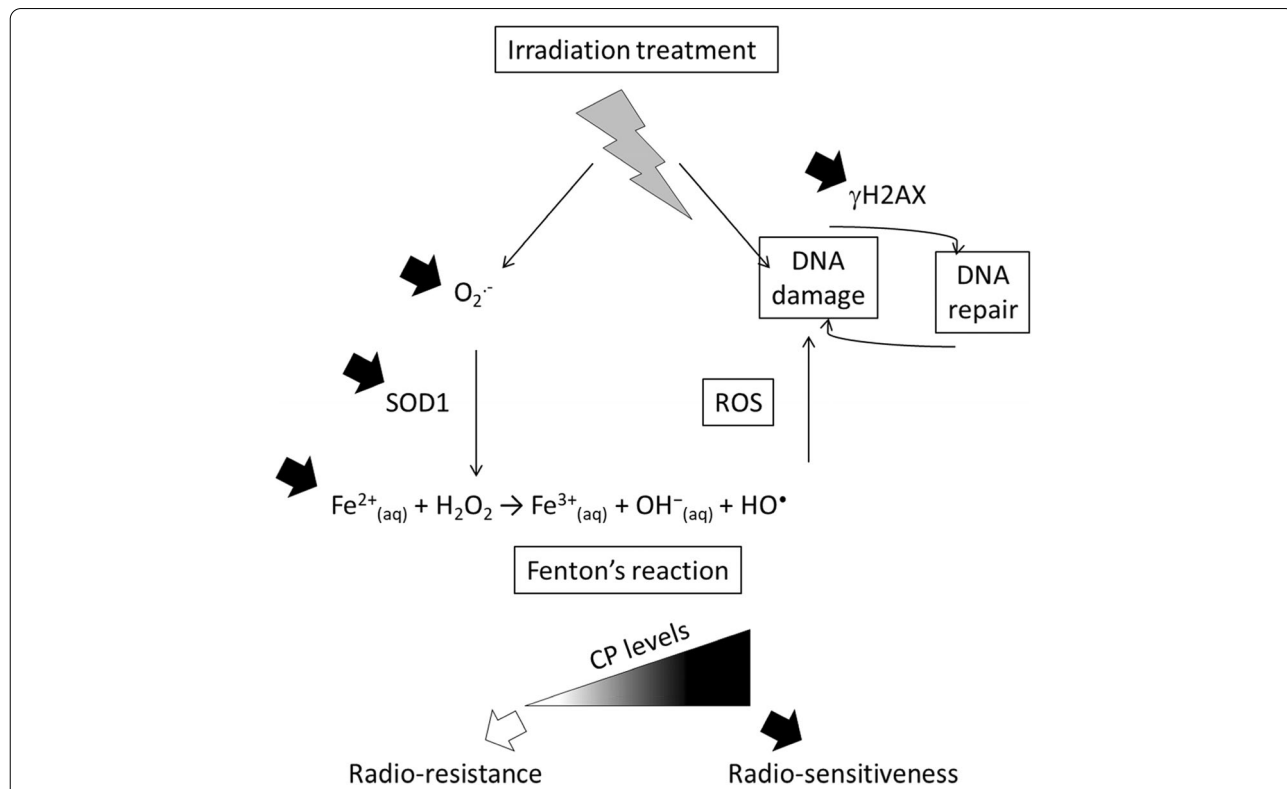 Irradiation treatment
γH2AX
DNA
damage
DNA
repair
O₂·⁻
SOD1
ROS
Fe²⁺(aq) + H₂O₂ → Fe³⁺(aq) + OH⁻(aq) + HO•
Fenton’s reaction
CP levels
Radio-resistance
Radio-sensitiveness